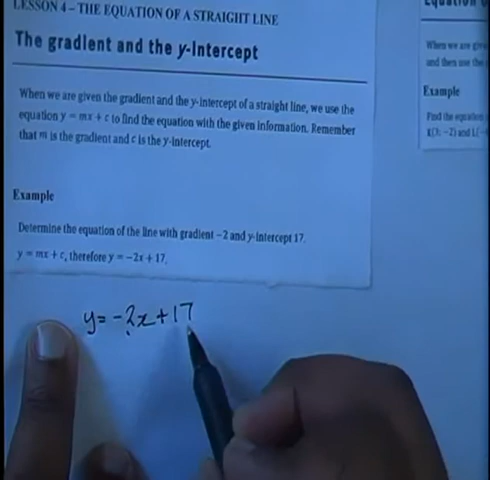 LESSON 4 – THE EQUATION OF A STRAIGHT LINE
The gradient and the y-intercept
When we are given the gradient and the y-intercept of a straight line, we use the
equation y = mx + c to find the equation with the given information. Remember
that m is the gradient and c is the y-intercept.
Example
Determine the equation of the line with gradient −2 and y-intercept 17.
y = mx + c, therefore y = −2x + 17.
y = -2x + 17
Equation
When we are give
and then use the
Example
Find the equation